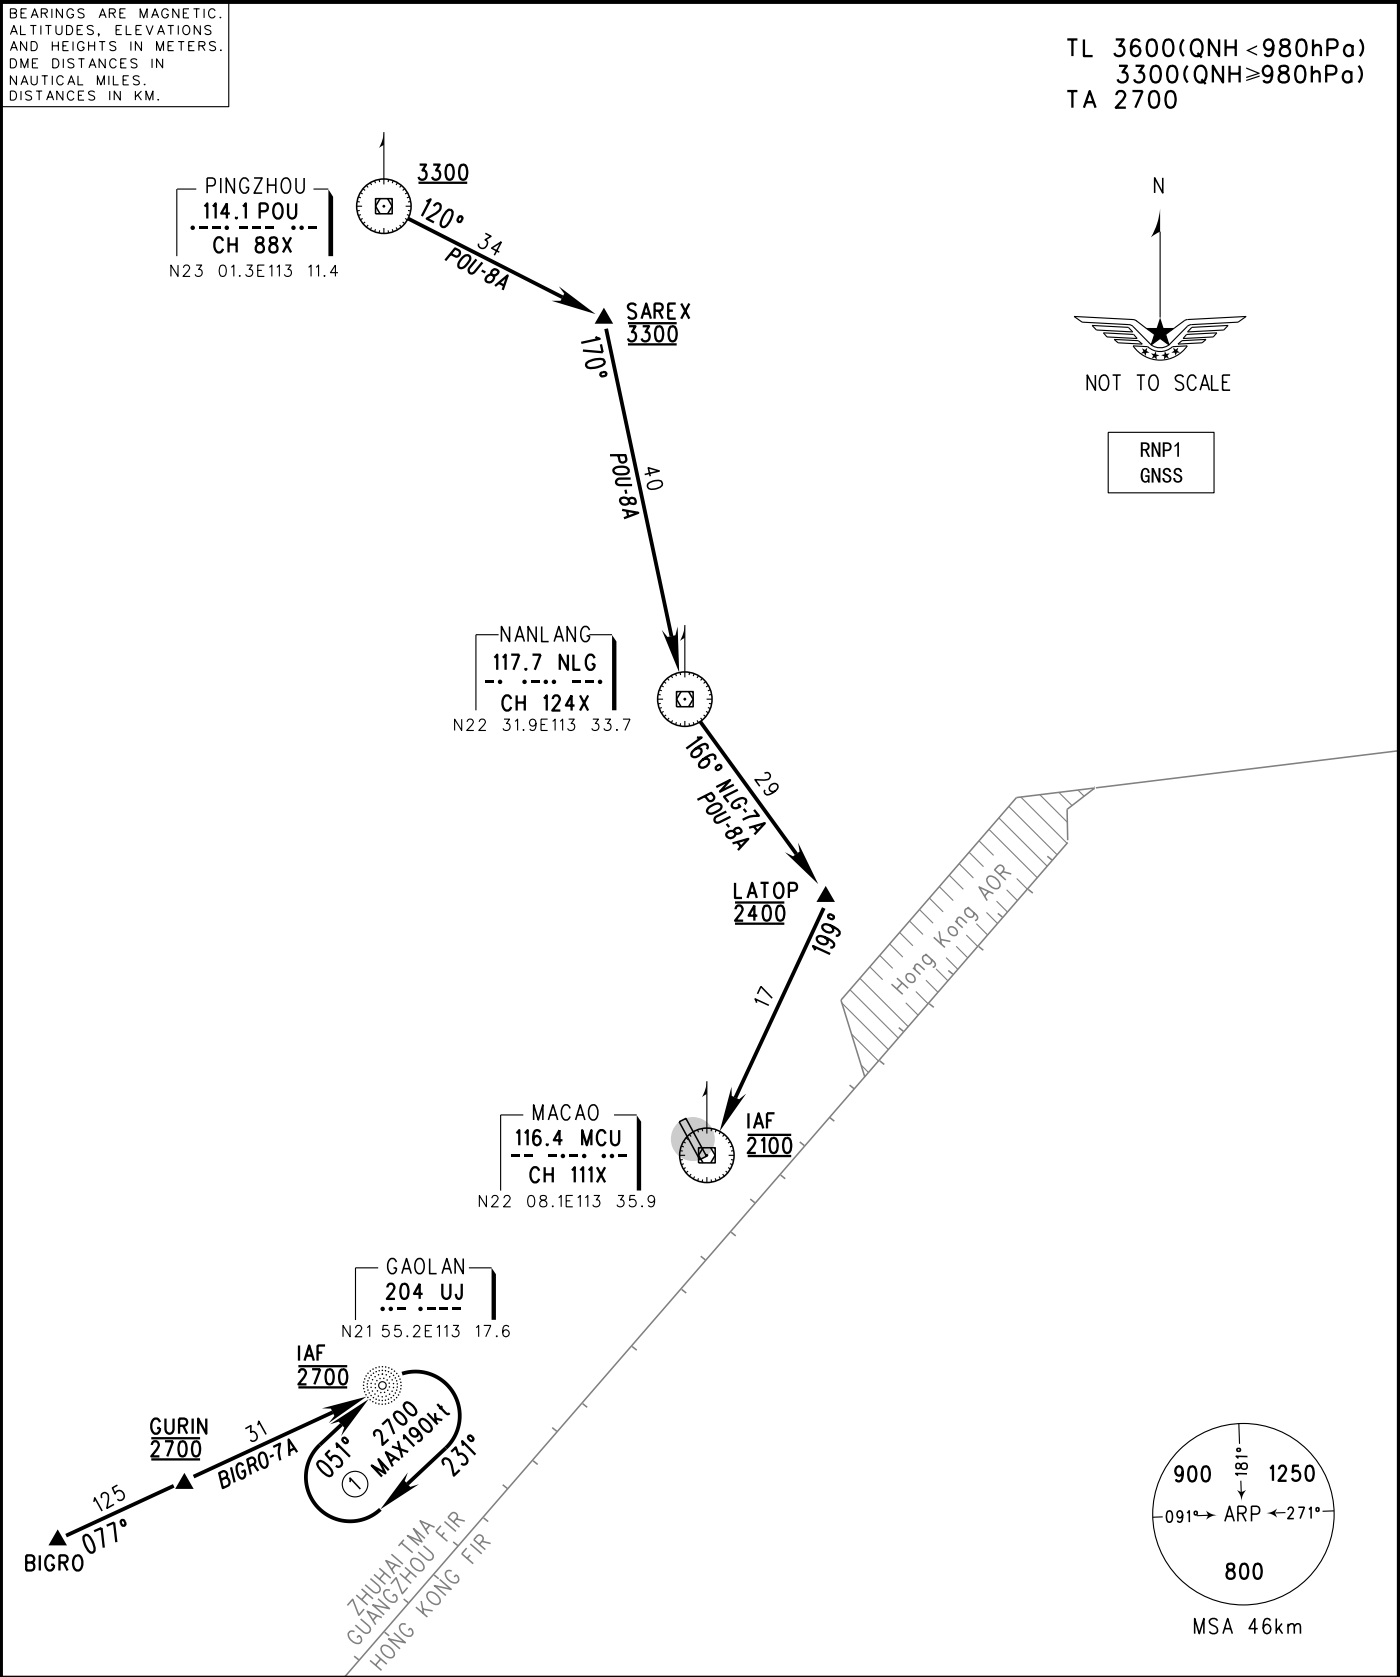 BEARINGS ARE MAGNETIC.
ALTITUDES, ELEVATIONS
AND HEIGHTS IN METERS.
DME DISTANCES IN
NAUTICAL MILES.
DISTANCES IN KM.
TL 3600(QNH<980hPa)
3300(QNH≥980hPa)
TA 2700
PINGZHOU
114.1 POU
CH 88X
N23 01.3E113 11.4
3300
120°
34
POU-8A
SAREX
3300
170°
40
POU-8A
N
NOT TO SCALE
RNP1
GNSS
NANLANG
117.7 NLG
CH 124X
N22 31.9E113 33.7
166° NLG-7A
POU-8A
29
LATOP
2400
199°
17
Hong Kong AOR
MACAO
116.4 MCU
CH 111X
N22 08.1E113 35.9
IAF
2100
GAOLAN
204 UJ
N21 55.2E113 17.6
IAF
2700
GURIN
2700
31
BIGRO-7A
125
077°
BIGRO
051°
2700
MAX190kt
1
231°
ZHUHAI TMA
GUANGZHOU FIR
HONG KONG FIR
900
181°
1250
091°
ARP
271°
800
MSA 46km